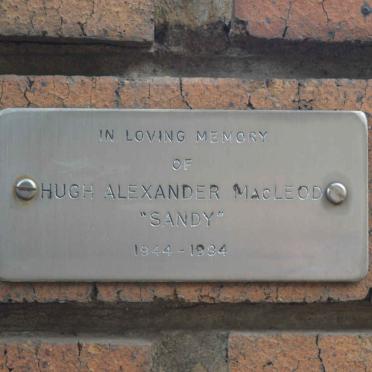 IN LOVING MEMORY
OF
HUGH ALEXANDER MacLEOD
"SANDY"
1944-1984